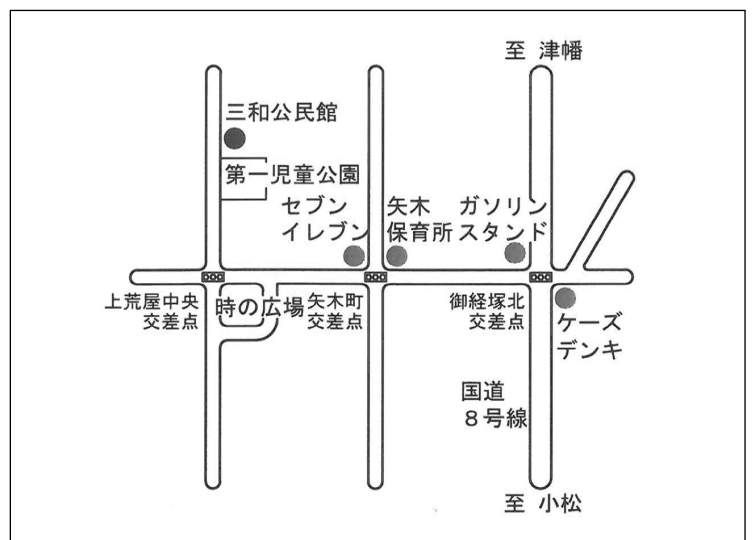 至 津幡
三和公民館
第一児童公園
セブン
イレブン
矢木
保育所
ガソリン
スタンド
上荒屋中央
交差点
時の広場
矢木町
交差点
御経塚北
交差点
ケーズ
デンキ
国道
８号線
至 小松